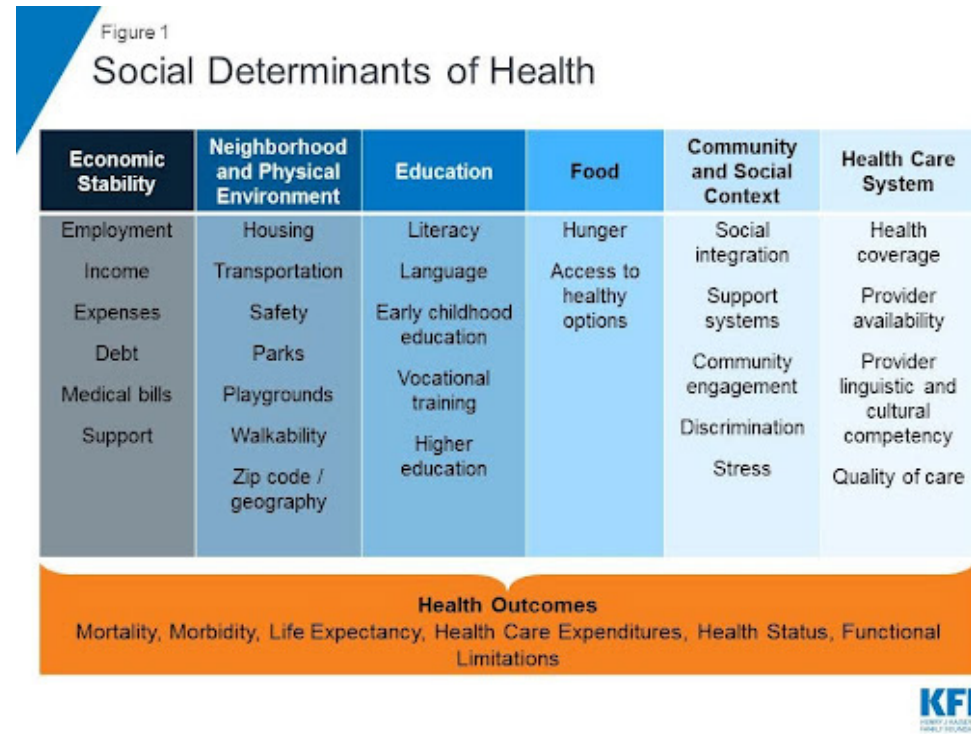 Figure 1
Social Determinants of Health
Economic
Stability
Neighborhood
and Physical
Environment
Education
Food
Community
and Social
Context
Health Care
System
Employment
Income
Expenses
Debt
Medical bills
Support
Housing
Transportation
Safety
Parks
Playgrounds
Walkability
Zip code /
geography
Literacy
Language
Early childhood
education
Vocational
training
Higher
education
Hunger
Access to
healthy
options
Social
integration
Support
systems
Community
engagement
Discrimination
Stress
Health
coverage
Provider
availability
Provider
linguistic and
cultural
competency
Quality of care
Health Outcomes
Mortality, Morbidity, Life Expectancy, Health Care Expenditures, Health Status, Functional
Limitations